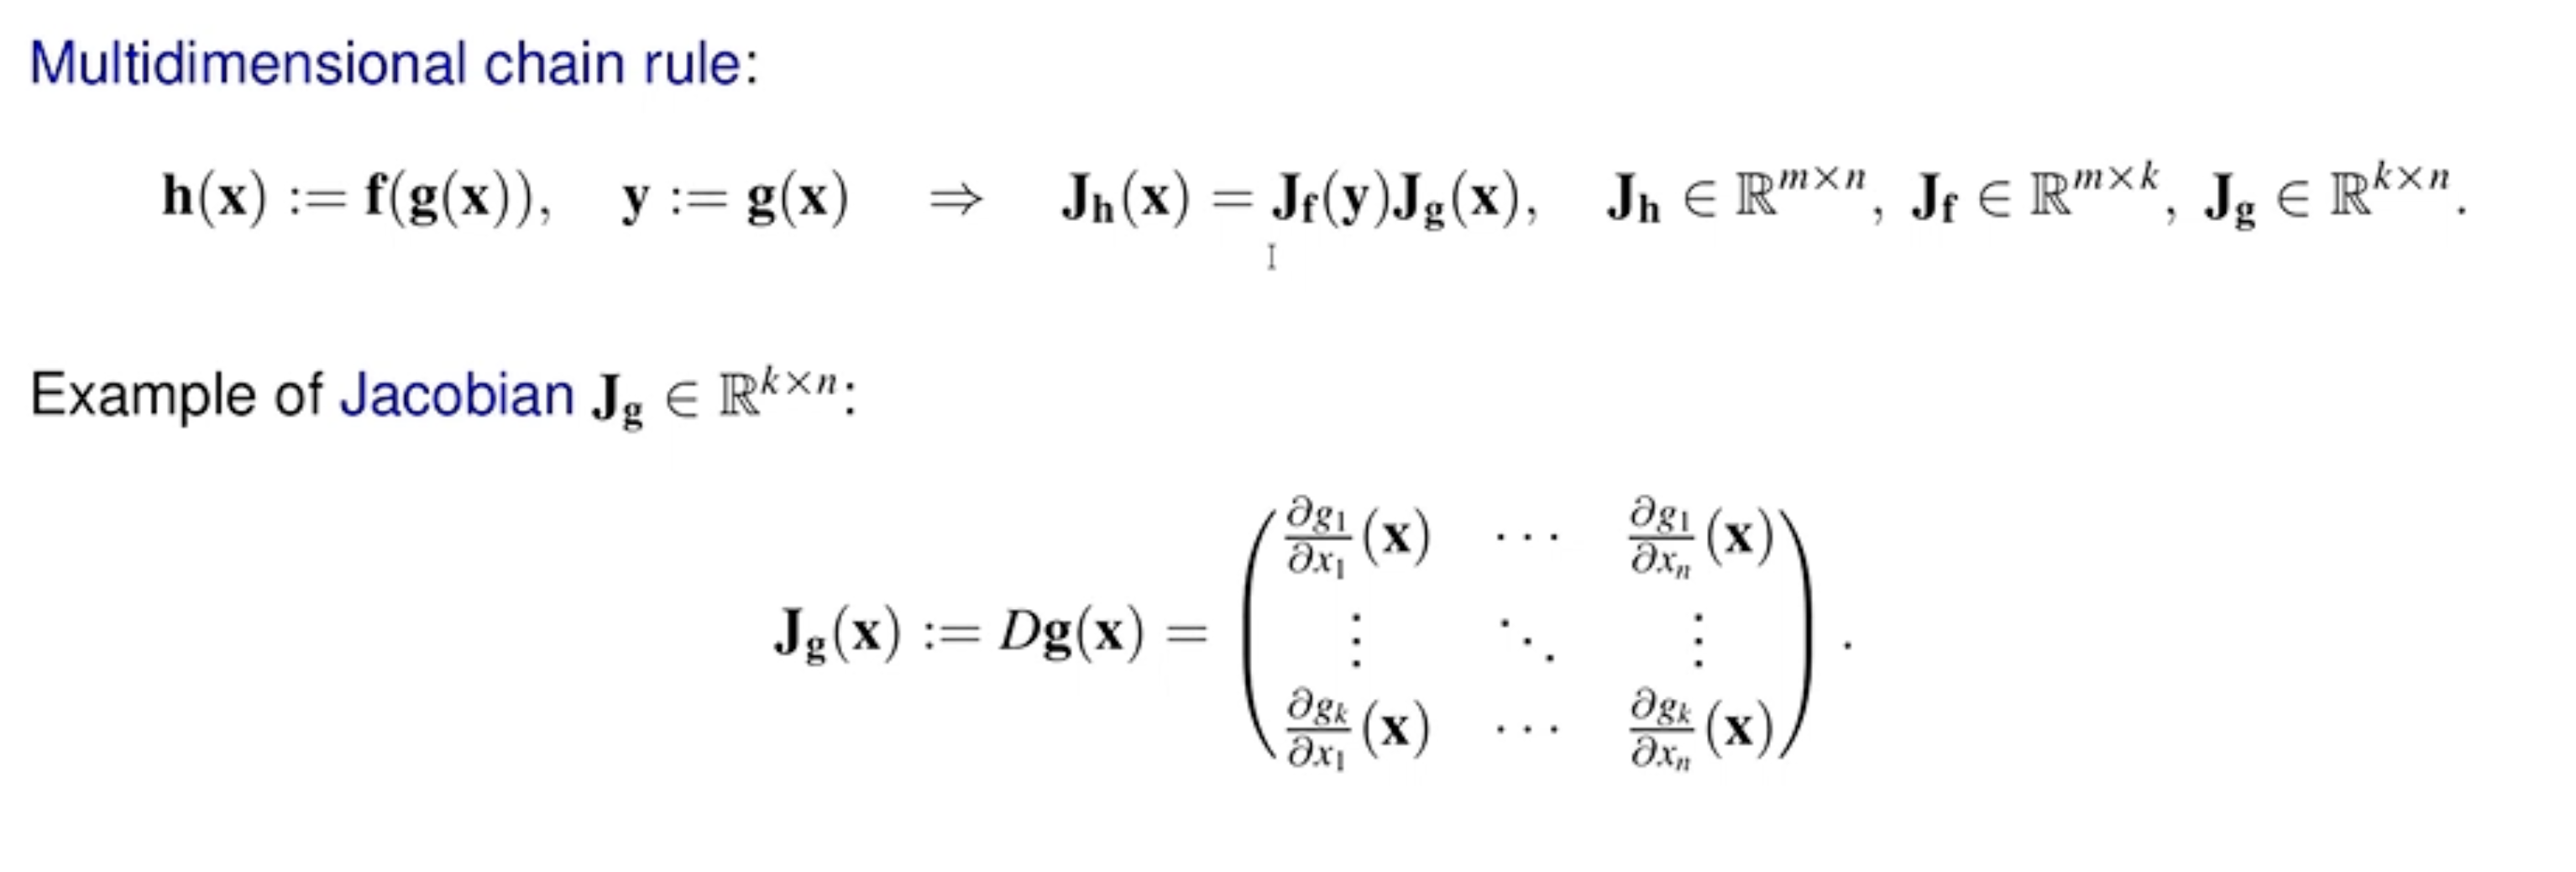 Multidimensional chain rule:
h(x) := f(g(x)), y := g(x) ⇒ J_h(x) = J_f(y)J_g(x), J_h ∈ ℝ^{m×n}, J_f ∈ ℝ^{m×k}, J_g ∈ ℝ^{k×n}.
Example of Jacobian J_g ∈ ℝ^{k×n}:
J_g(x) := Dg(x) = ( ∂g_1/∂x_1 (x) ⋯ ∂g_1/∂x_n (x)
⋮ ⋱ ⋮
∂g_k/∂x_1 (x) ⋯ ∂g_k/∂x_n (x) ) .